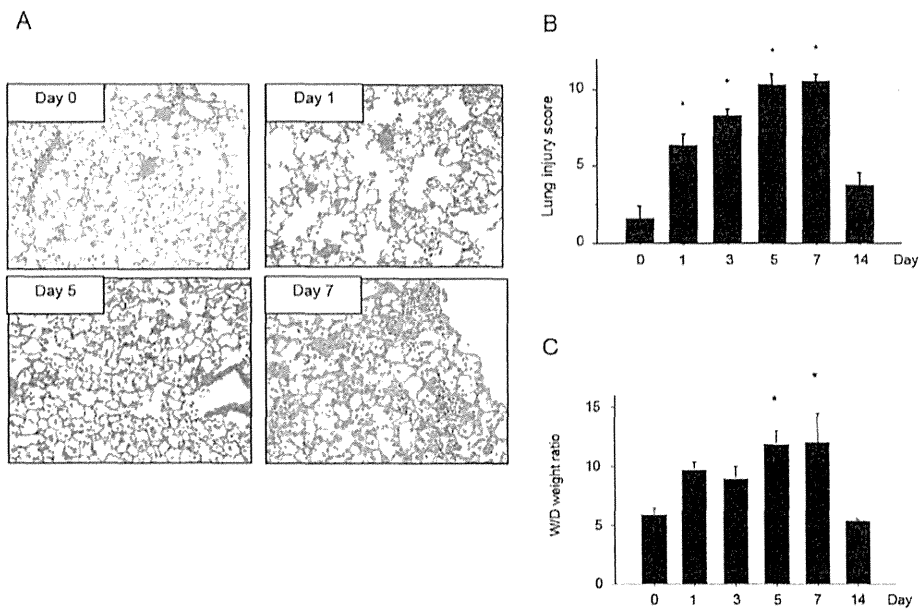 A
Day 0
Day 1
Day 5
Day 7
B
Lung injury score
10
5
0
0 1 3 5 7 14 Day
* * * *
C
W/D weight ratio
15
10
5
0
0 1 3 5 7 14 Day
* *